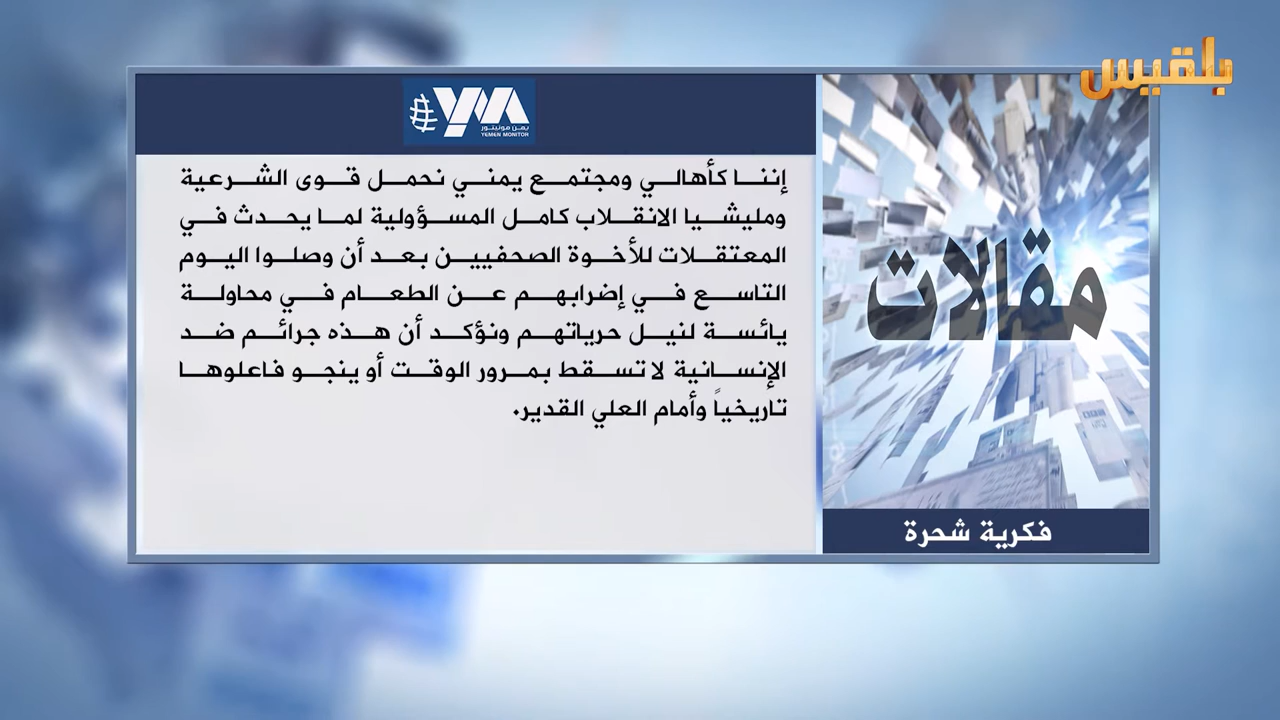 بلقيس
YM
يمن مونيتور
YEMEN MONITOR
إننا كأهالي ومجتمع يمني نحمل قوى الشرعية
ومليشيا الانقلاب كامل المسؤولية لما يحدث في
المعتقلات للأخوة الصحفيين بعد أن وصلوا اليوم
التاسع في إضرابهم عن الطعام في محاولة
يائسة لنيل حرياتهم ونؤكد أن هذه جرائم ضد
الإنسانية لا تسقط بمرور الوقت أو ينجو فاعلوها
تاريخياً وأمام العلي القدير.
مقالات
فكرية شحرة